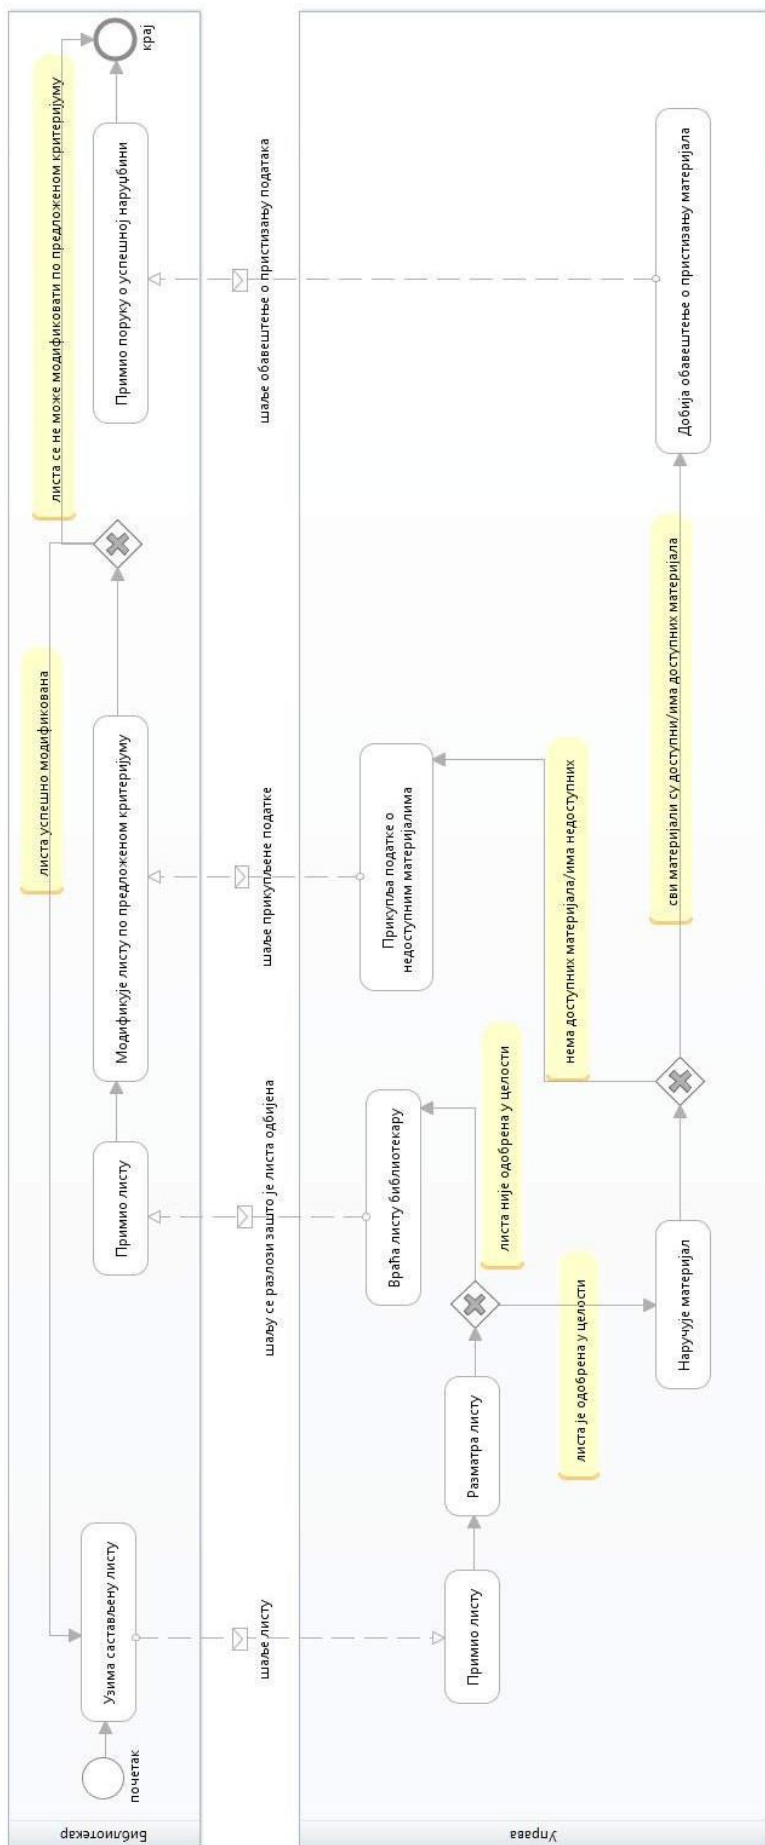 Библиотекар
почетак
Узима састављену листу
листа успешно модификована
листа се не може модификовати по предложеном критеријуму
Примио листу
Модификује листу по предложеном критеријуму
Примио поруку о успешној наруџбини
крај
шаље листу
шаљу се разлози зашто је листа одбијена
шаље прикупљене податке
шаље обавештење о пристизању података
Управа
Примио листу
Разматра листу
Враћа листу библиотекару
листа није одобрена у целости
листа је одобрена у целости
Прикупља податке о
недоступним материјалима
Наручује материјал
нема доступних материјала/има недоступних
сви материјали су доступни/има доступних материјала
Добија обавештење о пристизању материјала